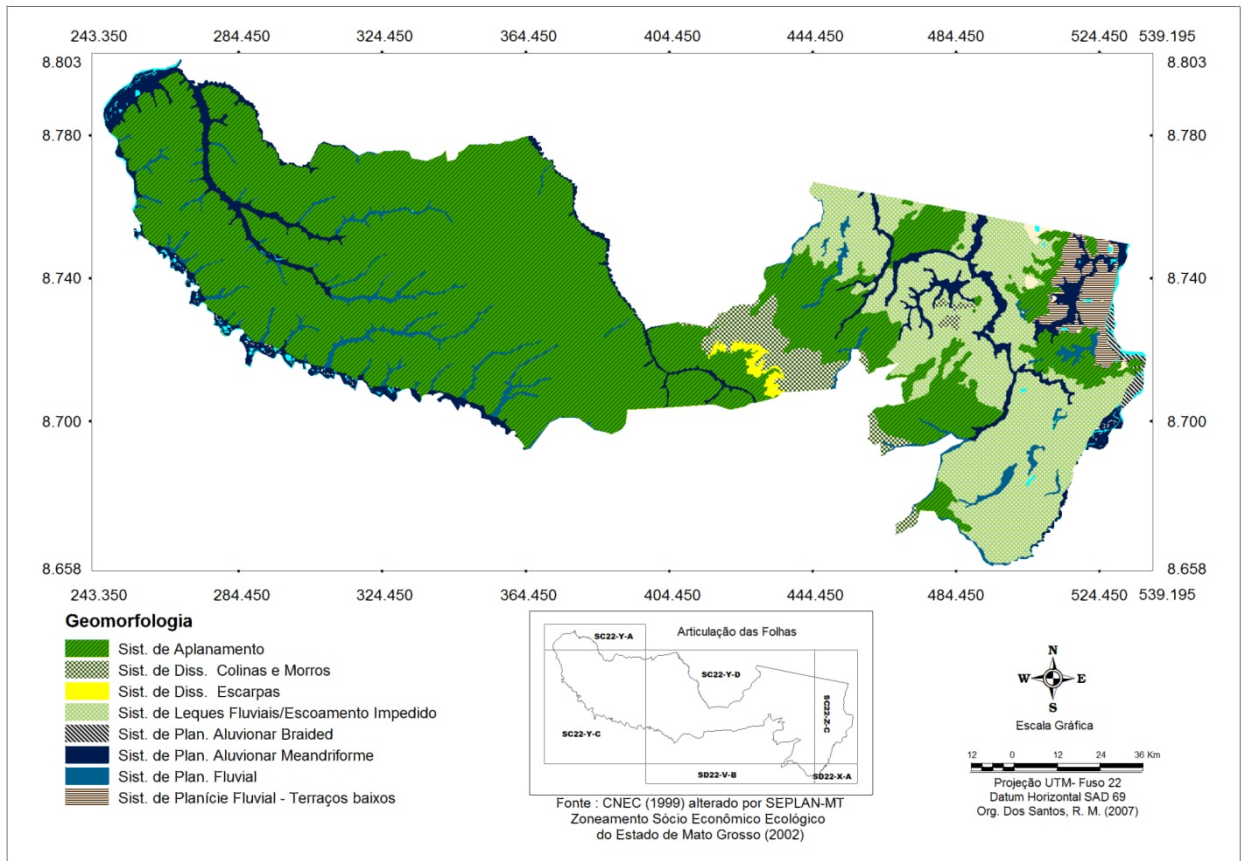 243.350 284.450 324.450 364.450 404.450 444.450 484.450 524.450 539.195
8.803 8.803
8.780 8.780
8.740 8.740
8.700 8.700
8.658 8.658
243.350 284.450 324.450 364.450 404.450 444.450 484.450 524.450 539.195
Geomorfologia
Sist. de Aplanamento
Sist. de Diss. Colinas e Morros
Sist. de Diss. Escarpas
Sist. de Leques Fluviais/Escoamento Impedido
Sist. de Plan. Aluvionar Braided
Sist. de Plan. Aluvionar Meandriforme
Sist. de Plan. Fluvial
Sist. de Planície Fluvial - Terraços baixos
Articulação das Folhas
SC22-Y-A
SC22-Y-D
SC22-Z-C
SC22-Y-C
SD22-V-B
SD22-X-A
Fonte : CNEC (1999) alterado por SEPLAN-MT
Zoneamento Sócio Econômico Ecológico
do Estado de Mato Grosso (2002)
N
W E
S
Escala Gráfica
12 0 12 24 36 Km
Projeção UTM- Fuso 22
Datum Horizontal SAD 69
Org. Dos Santos, R. M. (2007)